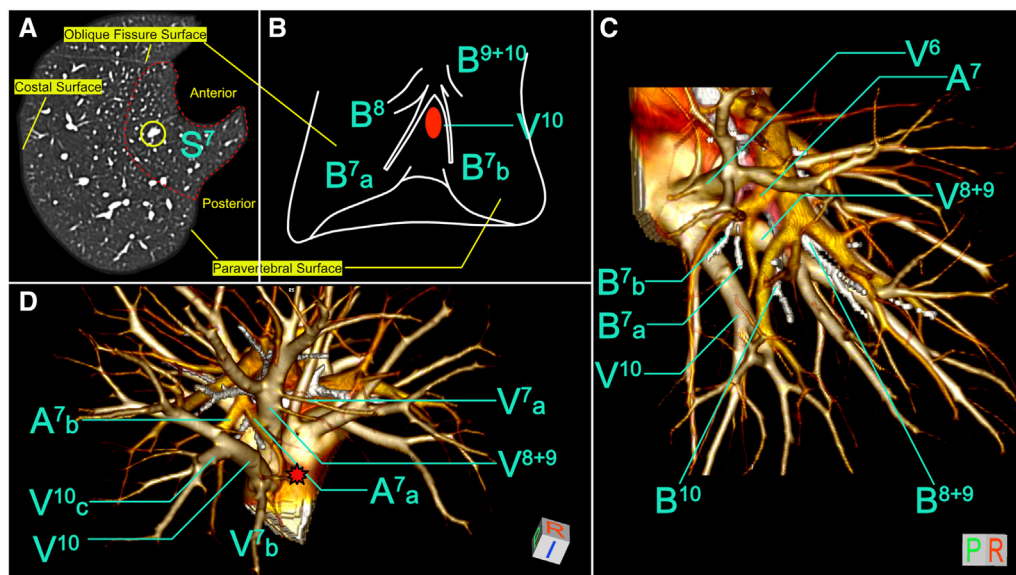 A
Oblique Fissure Surface
Costal Surface
Anterior
S7
Posterior
Paravertebral Surface
B
B9+10
B8
V10
B7a
B7b
C
V6
A7
V8+9
B7b
B7a
V10
B10
B8+9
P R
D
A7b
V7a
V8+9
V10c
A7a
V10
V7b
R
I